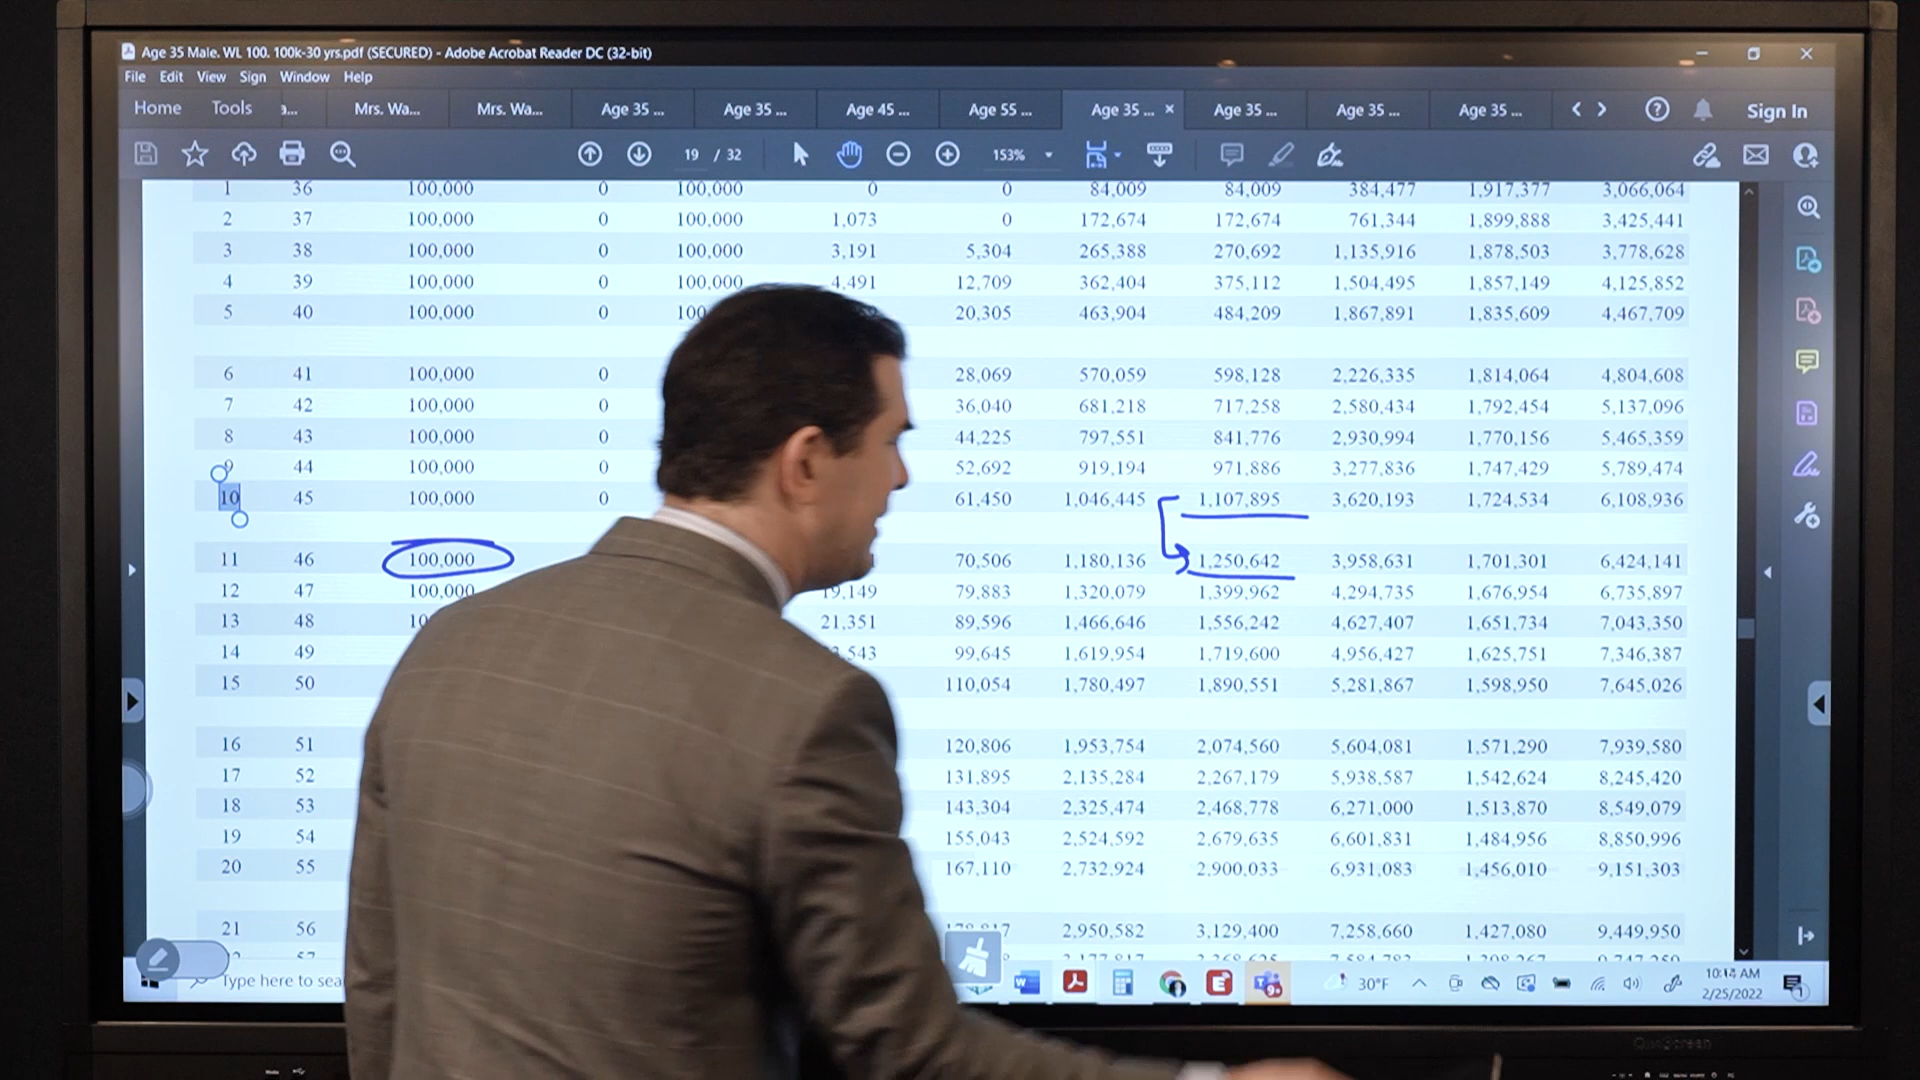 Age 35 Male. WL 100. 100k-30 yrs.pdf (SECURED) - Adobe Acrobat Reader DC (32-bit)
File Edit View Sign Window Help
Home Tools a... Mrs. Wa... Mrs. Wa... Age 35 ... Age 35 ... Age 45 ... Age 55 ... Age 35 ... × Age 35 ... Age 35 ... Age 35 ... Sign In
19 / 32 153%
1 36 100,000 0 100,000 0 0 84,009 84,009 384,477 1,917,377 3,066,064
2 37 100,000 0 100,000 1,073 0 172,674 172,674 761,344 1,899,888 3,425,441
3 38 100,000 0 100,000 3,191 5,304 265,388 270,692 1,135,916 1,878,503 3,778,628
4 39 100,000 0 100,000 4,491 12,709 362,404 375,112 1,504,495 1,857,149 4,125,852
5 40 100,000 0 100 20,305 463,904 484,209 1,867,891 1,835,609 4,467,709
6 41 100,000 0 28,069 570,059 598,128 2,226,335 1,814,064 4,804,608
7 42 100,000 0 36,040 681,218 717,258 2,580,434 1,792,454 5,137,096
8 43 100,000 0 44,225 797,551 841,776 2,930,994 1,770,156 5,465,359
9 44 100,000 0 52,692 919,194 971,886 3,277,836 1,747,429 5,789,474
10 45 100,000 0 61,450 1,046,445 1,107,895 3,620,193 1,724,534 6,108,936
11 46 100,000 70,506 1,180,136 1,250,642 3,958,631 1,701,301 6,424,141
12 47 100,000 19,149 79,883 1,320,079 1,399,962 4,294,735 1,676,954 6,735,897
13 48 10 21,351 89,596 1,466,646 1,556,242 4,627,407 1,651,734 7,043,350
14 49 543 99,645 1,619,954 1,719,600 4,956,427 1,625,751 7,346,387
15 50 110,054 1,780,497 1,890,551 5,281,867 1,598,950 7,645,026
16 51 120,806 1,953,754 2,074,560 5,604,081 1,571,290 7,939,580
17 52 131,895 2,135,284 2,267,179 5,938,587 1,542,624 8,245,420
18 53 143,304 2,325,474 2,468,778 6,271,000 1,513,870 8,549,079
19 54 155,043 2,524,592 2,679,635 6,601,831 1,484,956 8,850,996
20 55 167,110 2,732,924 2,900,033 6,931,083 1,456,010 9,151,303
21 56 2,950,582 3,129,400 7,258,660 1,427,080 9,449,950
Type here to sea 30°F 10:14 AM
2/25/2022
OneScreen